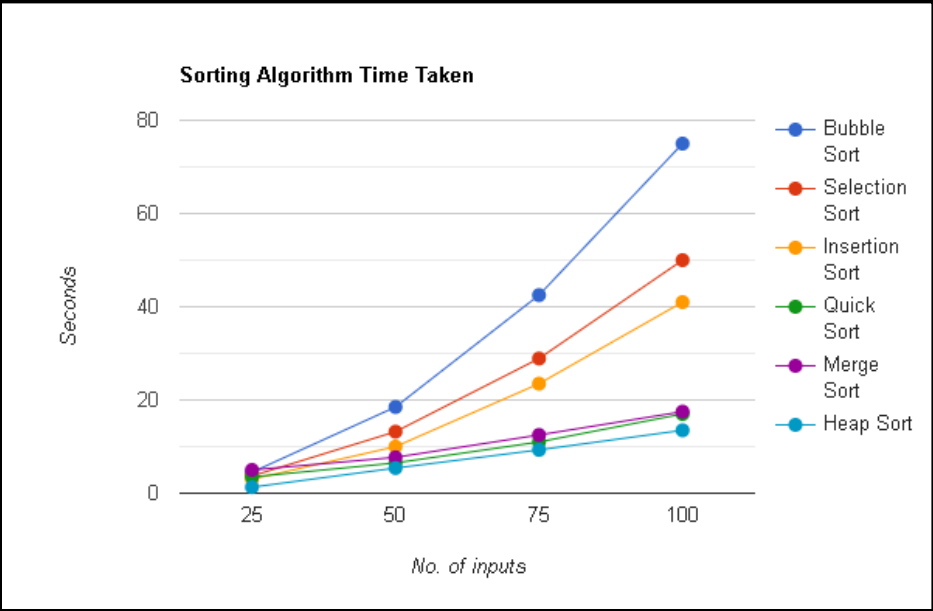 Sorting Algorithm Time Taken
80
60
40
20
0
Seconds
25 50 75 100
No. of inputs
Bubble
Sort
Selection
Sort
Insertion
Sort
Quick
Sort
Merge
Sort
Heap Sort